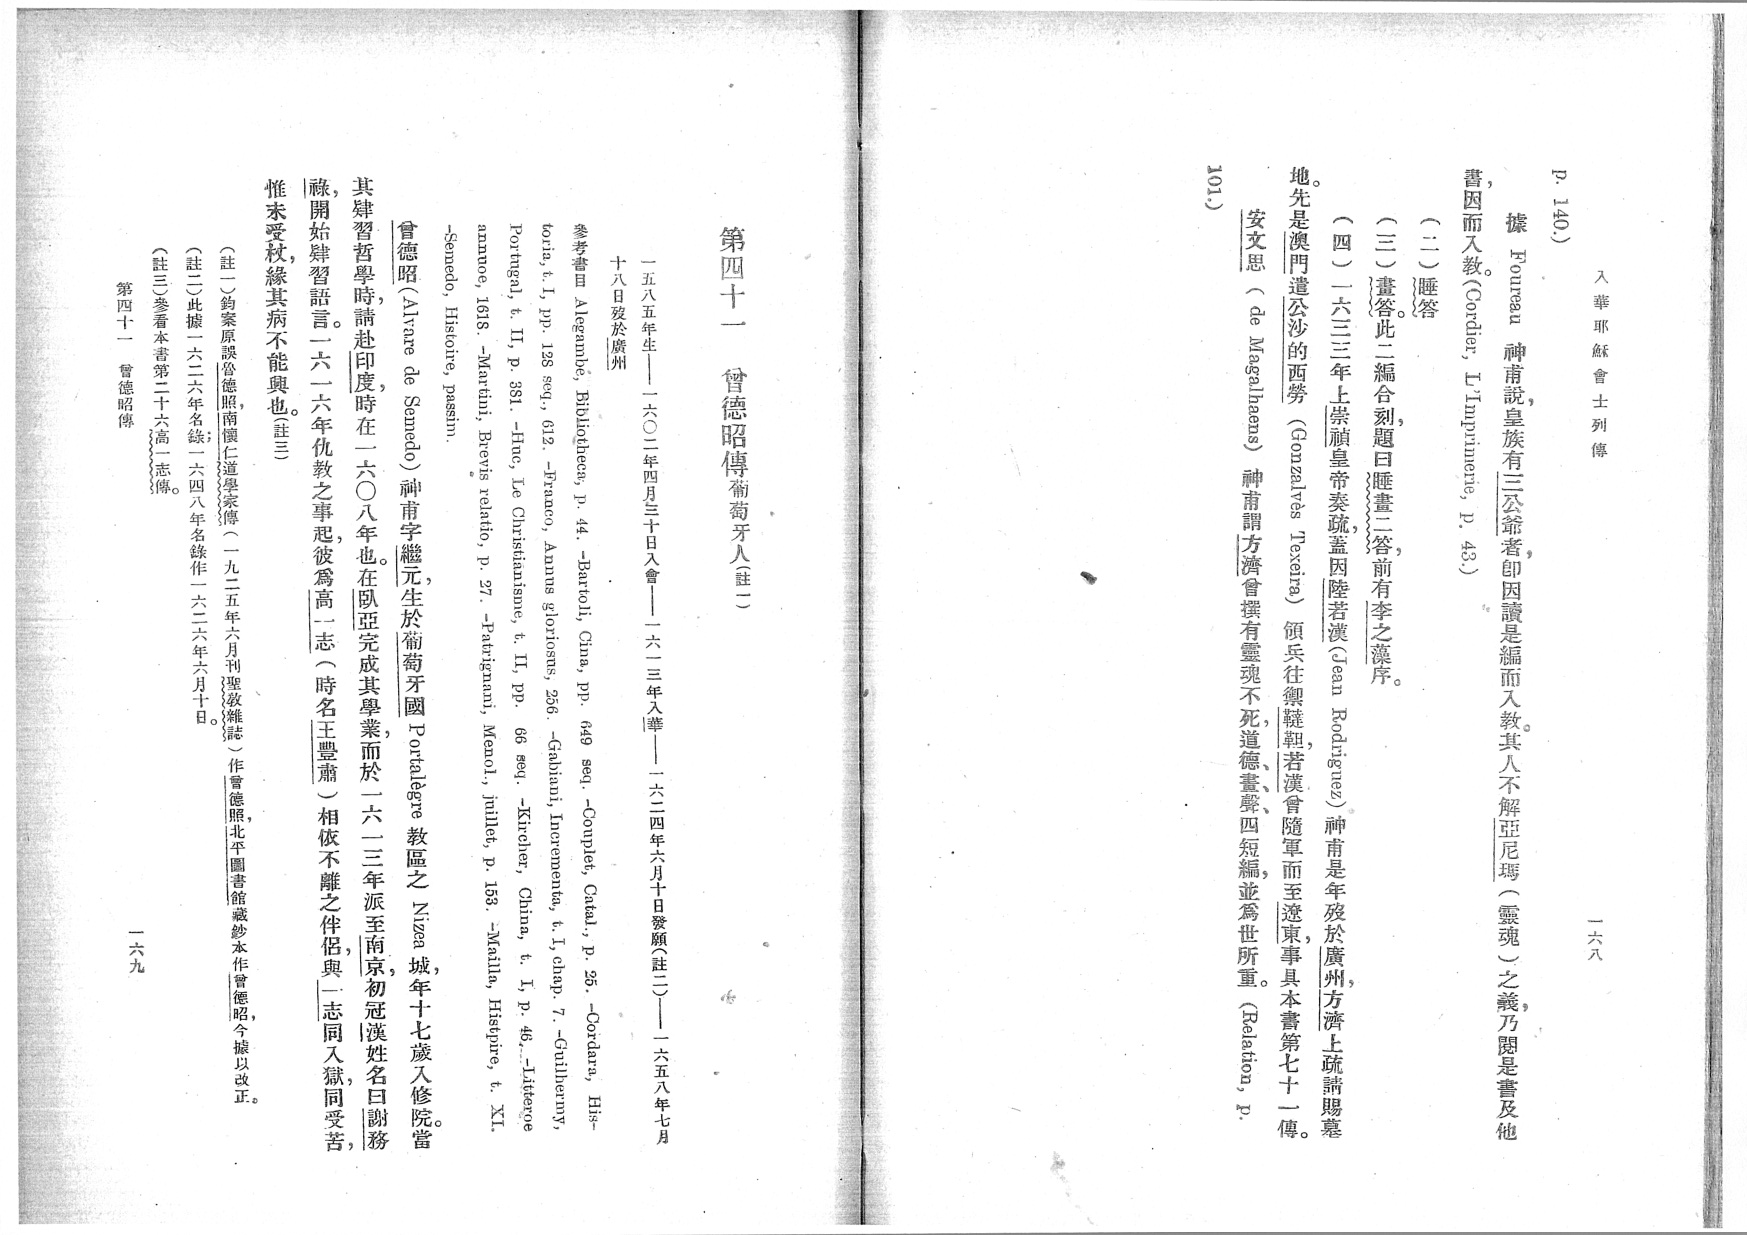 入華耶穌會士列傳
一六八
p. 140.)
據 Foureau 神甫說，皇族有三公爺者，卽因讀是編而入教。其人不解亞尼瑪（靈魂）之義，乃閱是書及他
書，因而入教。(Cordier, L'Imprimerie, p. 43.)
（二）睡答
（三）畫答。此二編合刻，題曰睡畫二答，前有李之藻序。
（四）一六三三年上崇禎皇帝奏疏，蓋因陸若漢(Jean Rodriguez)神甫是年歿於廣州，方濟上疏請賜墓
地。先是澳門遣公沙的西勞 (Gonzalvès Texeira) 領兵往禦韃靼，若漢曾隨軍而至遼東，事具本書第七十一傳。
安文思（de Magalhaens）神甫謂方濟曾撰有靈魂不死，道德、畫、聲、四短編，並爲世所重。(Relation, p.
101.)
第四十一　曾德昭傳 葡萄牙人（註一）
一五八五年生——一六〇二年四月三十日入會——一六一三年入華——一六二四年六月十日發願（註二）——一六五八年七月
十八日歿於廣州
參考書目 Alegambe, Bibliotheca, p. 44. –Bartoli, Cina, pp. 649 seq. –Couplet, Catal., p. 25. –Cordara, His-
toria, t. I, pp. 128 seq., 612. –Franco, Annus gloriosus, 256. –Gabiani, Incrementa, t. I, chap. 7. –Guilhermy,
Portugal, t. II, p. 381. –Huc, Le Christianisme, t. II, pp. 66 seq. –Kircher, China, t. I, p. 46. –Litteroe
annuoe, 1618. –Martini, Brevis relatio, p. 27. –Patrignani, Menol., juillet, p. 153. –Mailla, Histpire, t. XI.
–Semedo, Histoire, passim.
曾德昭(Alvare de Semedo)神甫字繼元，生於葡萄牙國 Portalègre 教區之 Nizea 城，年十七歲入修院。當
其肄習哲學時，請赴印度，時在一六〇八年也。在臥亞完成其學業，而於一六一三年派至南京，初冠漢姓名曰謝務
祿，開始肄習語言。一六一六年仇教之事起，彼爲高一志（時名王豐肅）相依不離之伴侶，與一志同入獄，同受苦，
惟未受杖，緣其病不能興也。（註三）
（註一）鈞案原誤魯德照，南懷仁道學家傳（一九二五年六月刊聖教雜誌）作曾德照，北平圖書館藏鈔本作曾德昭，今據以改正。
（註二）此據一六二六年名錄；一六四八年名錄作一六二六年六月十日。
（註三）參看本書第二十六高一志傳。
第四十一　曾德昭傳
一六九